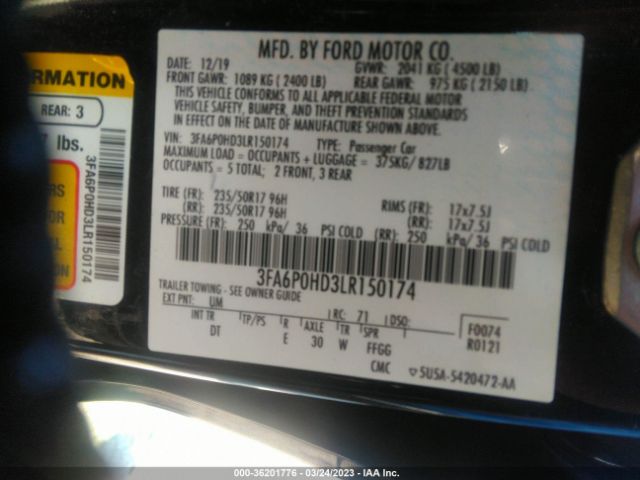 MFD. BY FORD MOTOR CO.
DATE: 12/19 GVWR: 2041 KG (4500 LB)
FRONT GAWR: 1089 KG (2400 LB) REAR GAWR: 975 KG (2150 LB)
THIS VEHICLE CONFORMS TO ALL APPLICABLE FEDERAL MOTOR
VEHICLE SAFETY, BUMPER, AND THEFT PREVENTION STANDARDS
IN EFFECT ON THE DATE OF MANUFACTURE SHOWN ABOVE.
VIN: 3FA6P0HD3LR150174 TYPE: Passenger Car
MAXIMUM LOAD = OCCUPANTS + LUGGAGE = 375KG/ 827LB
OCCUPANTS = 5 TOTAL; 2 FRONT, 3 REAR
TIRE (FR): 235/50R17 96H RIMS (FR): 17x7.5J
(RR): 235/50R17 96H (RR): 17x7.5J
PRESSURE (FR): 250 kPa/ 36 PSI COLD (RR): 250 kPa/ 36 PSI COLD
3FA6P0HD3LR150174
TRAILER TOWING - SEE OWNER GUIDE
EXT PNT: UM RC: 71 DSO:
INT TR TP/PS R AXLE TR SPR F0074
DT E 30 W FFGG R0121
CMC 5U5A-5420472-AA
ORMATION
REAR: 3
lbs.
3FA6P0HD3LR150174
000-36201776 - 03/24/2023 - IAA Inc.